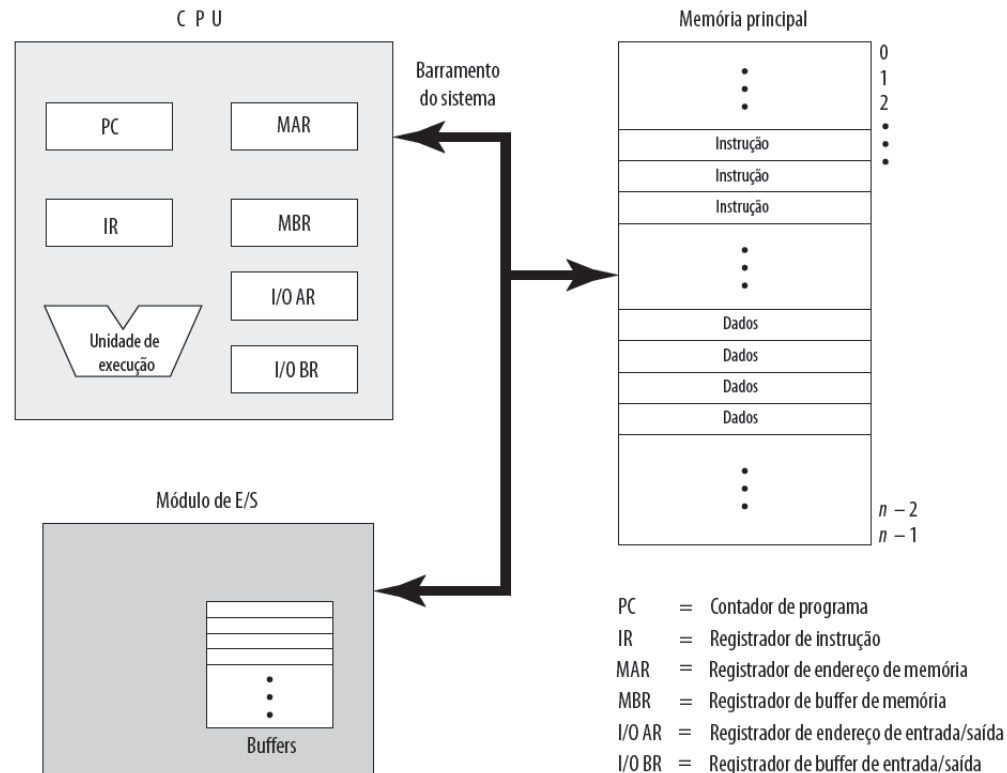 C P U
PC
MAR
IR
MBR
I/O AR
Unidade de
execução
I/O BR
Barramento
do sistema
Memória principal
0
1
2
Instrução
Instrução
Instrução
Dados
Dados
Dados
Dados
n – 2
n – 1
Módulo de E/S
Buffers
PC = Contador de programa
IR = Registrador de instrução
MAR = Registrador de endereço de memória
MBR = Registrador de buffer de memória
I/O AR = Registrador de endereço de entrada/saída
I/O BR = Registrador de buffer de entrada/saída